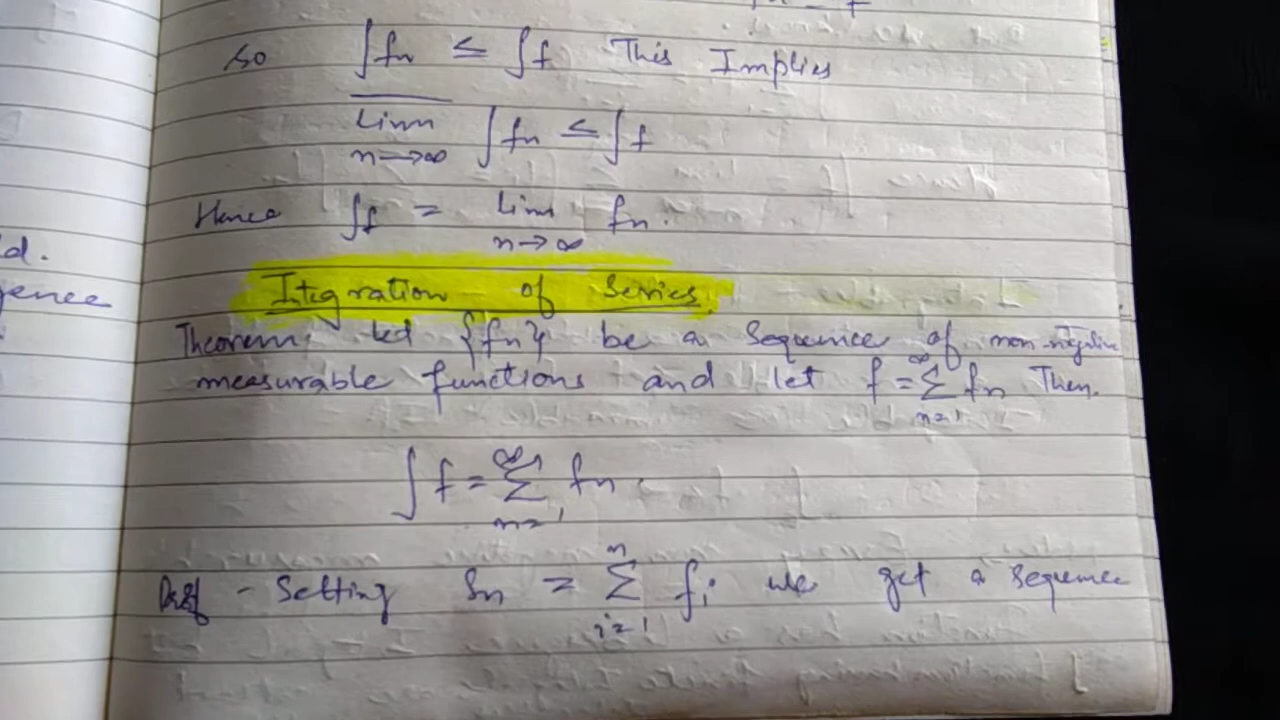 so ∫fn ≤ ∫f This Implies
d.
gence
lim n→∞ ∫fn ≤ ∫f
Hence ∫f = lim n→∞ fn.
Integration of Series.
Theorem, let {fn} be a sequence of non-negative
measurable functions and let f = ∑_{n=1}^{∞} fn Then.
∫f = ∑_{n=1}^{∞} fn.
- Setting Sn = ∑_{i=1}^{n} fi we get a sequence